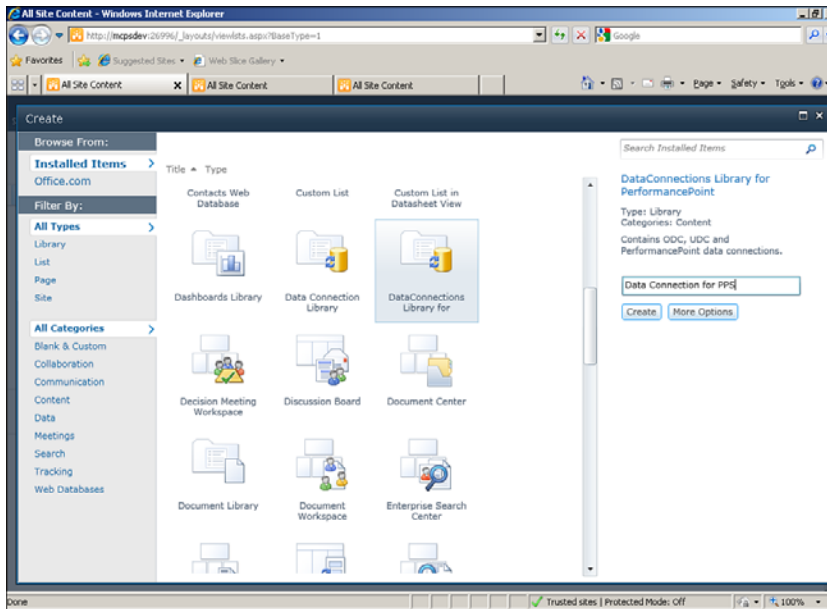 All Site Content - Windows Internet Explorer
http://mcpsdev:26996/_layouts/viewlsts.aspx?BaseType=1
Google
Favorites
Suggested Sites
Web Slice Gallery
All Site Content
All Site Content
All Site Content
Page
Safety
Tools
Create
Browse From:
Installed Items
Office.com
Filter By:
All Types
Library
List
Page
Site
All Categories
Blank & Custom
Collaboration
Communication
Content
Data
Meetings
Search
Tracking
Web Databases
Title
Type
Contacts Web
Database
Custom List
Custom List in
Datasheet View
Dashboards Library
Data Connection
Library
DataConnections
Library for
Decision Meeting
Workspace
Discussion Board
Document Center
Document Library
Document
Workspace
Enterprise Search
Center
Search Installed Items
DataConnections Library for
PerformancePoint
Type: Library
Categories: Content
Contains ODC, UDC and
PerformancePoint data connections.
Data Connection for PPS
Create
More Options
Done
Trusted sites | Protected Mode: Off
100%